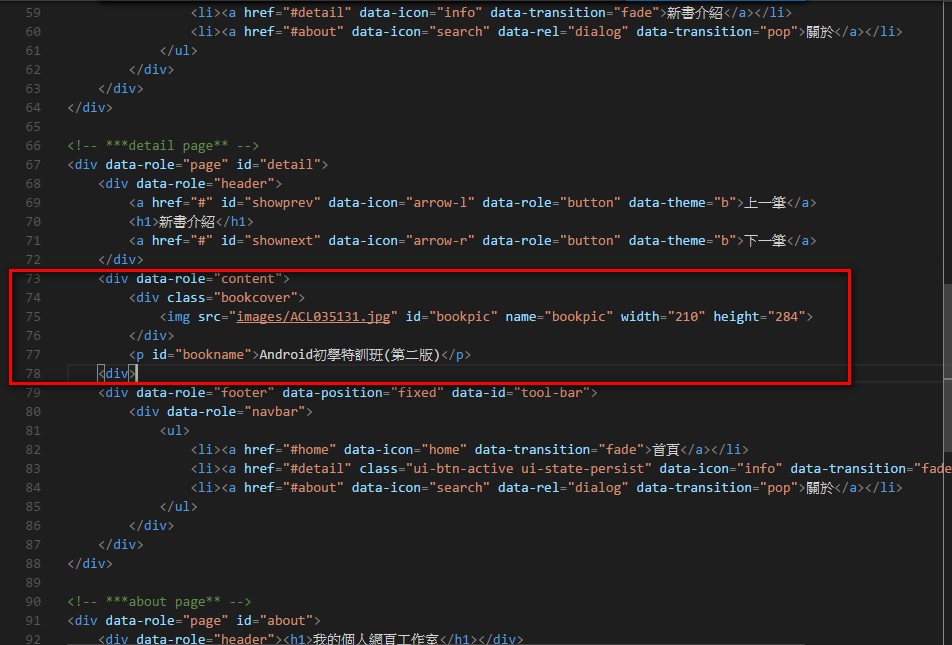 59 <li><a href="#detail" data-icon="info" data-transition="fade">新書介紹</a></li>
60 <li><a href="#about" data-icon="search" data-rel="dialog" data-transition="pop">關於</a></li>
61 </ul>
62 </div>
63 </div>
64 </div>
65
66 <!-- ***detail page** -->
67 <div data-role="page" id="detail">
68 <div data-role="header">
69 <a href="#" id="showprev" data-icon="arrow-l" data-role="button" data-theme="b">上一筆</a>
70 <h1>新書介紹</h1>
71 <a href="#" id="shownext" data-icon="arrow-r" data-role="button" data-theme="b">下一筆</a>
72 </div>
73 <div data-role="content">
74 <div class="bookcover">
75 <img src="images/ACL035131.jpg" id="bookpic" name="bookpic" width="210" height="284">
76 </div>
77 <p id="bookname">Android初學特訓班(第二版)</p>
78 <div>
79 <div data-role="footer" data-position="fixed" data-id="tool-bar">
80 <div data-role="navbar">
81 <ul>
82 <li><a href="#home" data-icon="home" data-transition="fade">首頁</a></li>
83 <li><a href="#detail" class="ui-btn-active ui-state-persist" data-icon="info" data-transition="fade
84 <li><a href="#about" data-icon="search" data-rel="dialog" data-transition="pop">關於</a></li>
85 </ul>
86 </div>
87 </div>
88 </div>
89
90 <!-- ***about page** -->
91 <div data-role="page" id="about">
92 <div data-role="header"><h1>我的個人網頁工作室</h1></div>